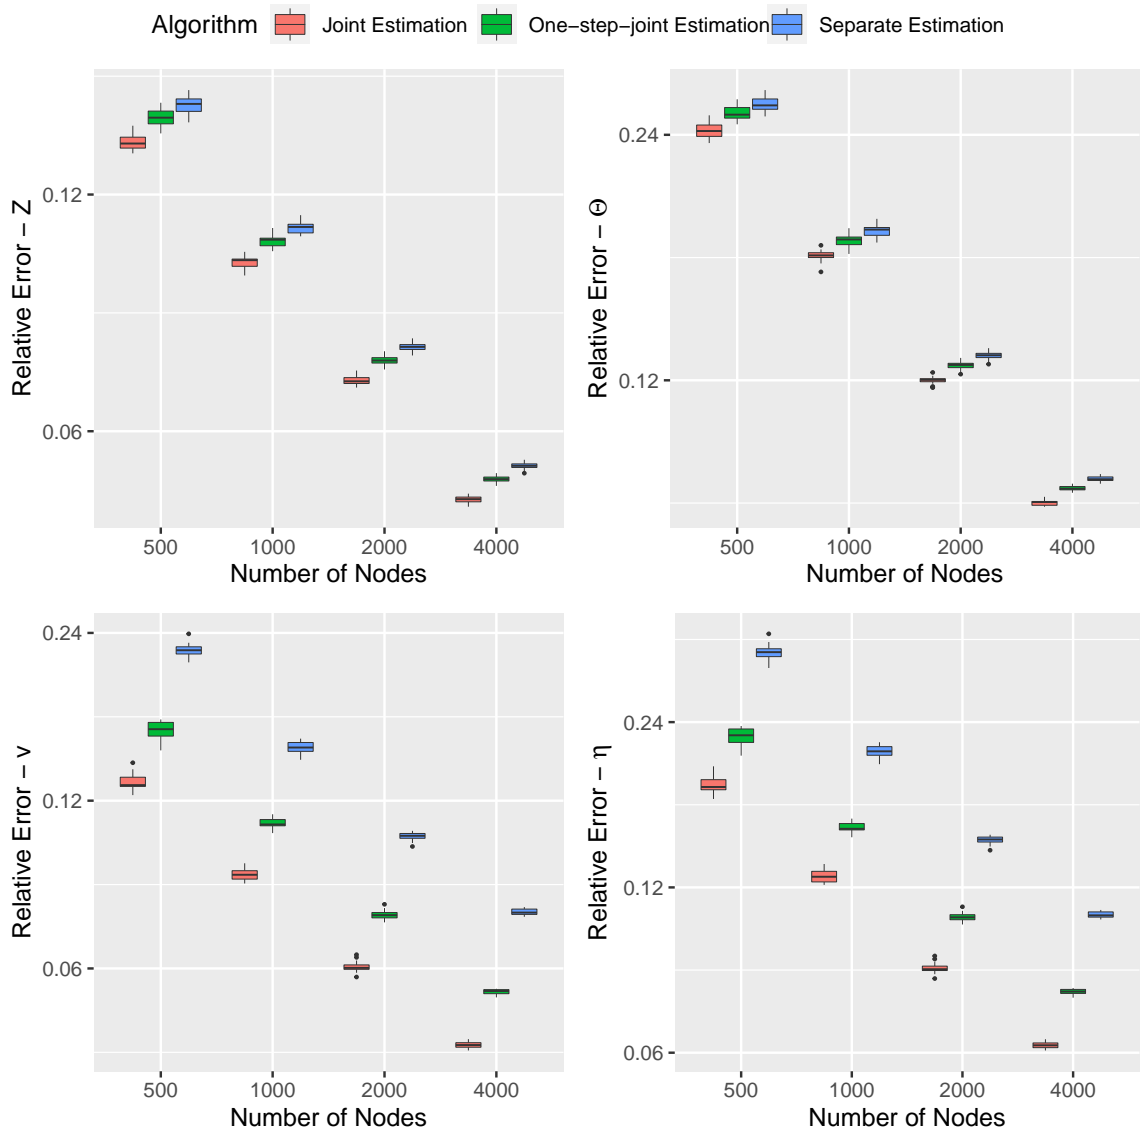 Algorithm Joint Estimation One−step−joint Estimation Separate Estimation
Relative Error − Z
0.12
0.06
500 1000 2000 4000
Number of Nodes
Relative Error − Θ
0.24
0.12
500 1000 2000 4000
Number of Nodes
Relative Error − v
0.24
0.12
0.06
500 1000 2000 4000
Number of Nodes
Relative Error − η
0.24
0.12
0.06
500 1000 2000 4000
Number of Nodes